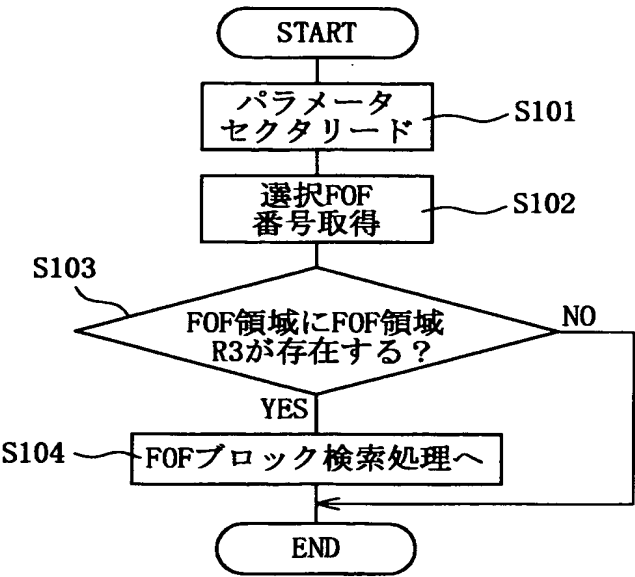 START
パラメータ
セクタリード
S101
選択FOF
番号取得
S102
S103
FOF領域にFOF領域
R3が存在する？
NO
YES
S104
FOFブロック検索処理へ
END